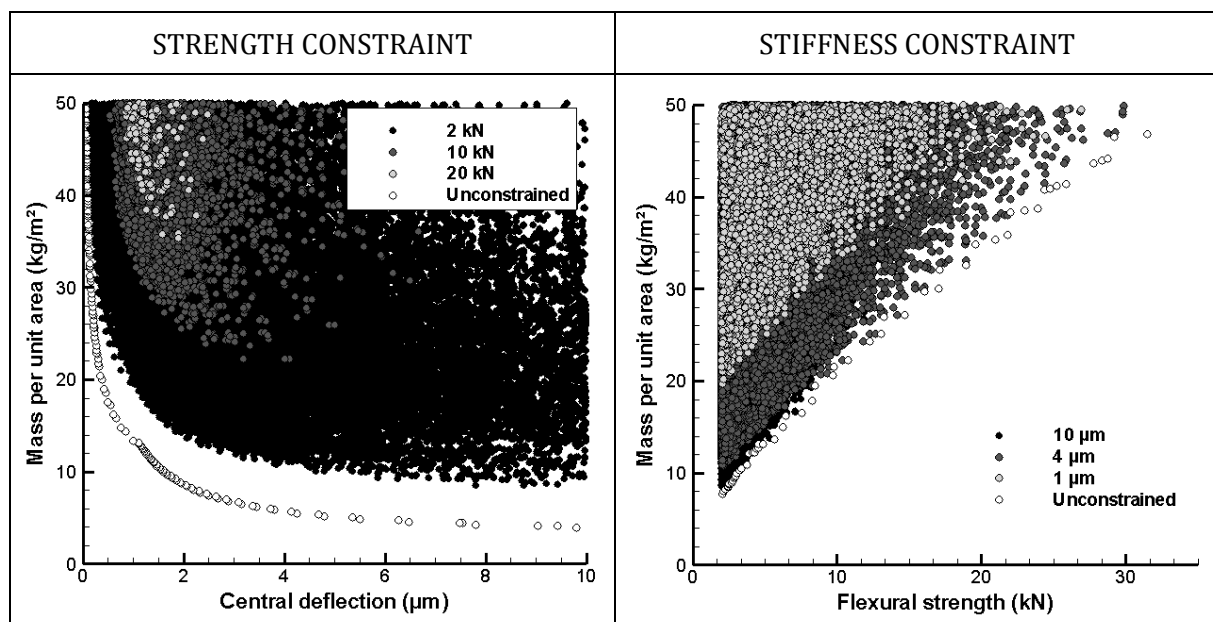 STRENGTH CONSTRAINT
STIFFNESS CONSTRAINT
50
40
30
20
10
0
Mass per unit area (kg/m²)
2 kN
10 kN
20 kN
Unconstrained
0
2
4
6
8
10
Central deflection (µm)
50
40
30
20
10
0
Mass per unit area (kg/m²)
10 µm
4 µm
1 µm
Unconstrained
0
10
20
30
Flexural strength (kN)